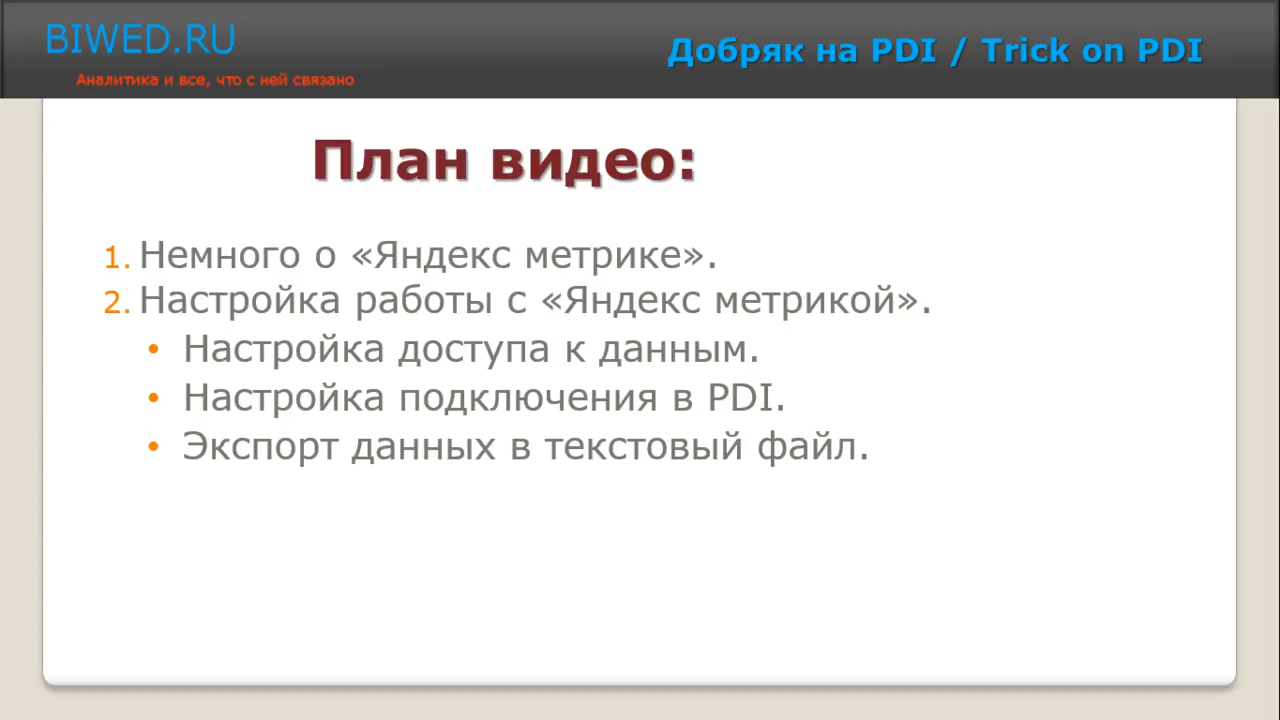 BIWED.RU
Аналитика и все, что с ней связано
Добряк на PDI / Trick on PDI
План видео:
1. Немного о «Яндекс метрике».
2. Настройка работы с «Яндекс метрикой».
• Настройка доступа к данным.
• Настройка подключения в PDI.
• Экспорт данных в текстовый файл.